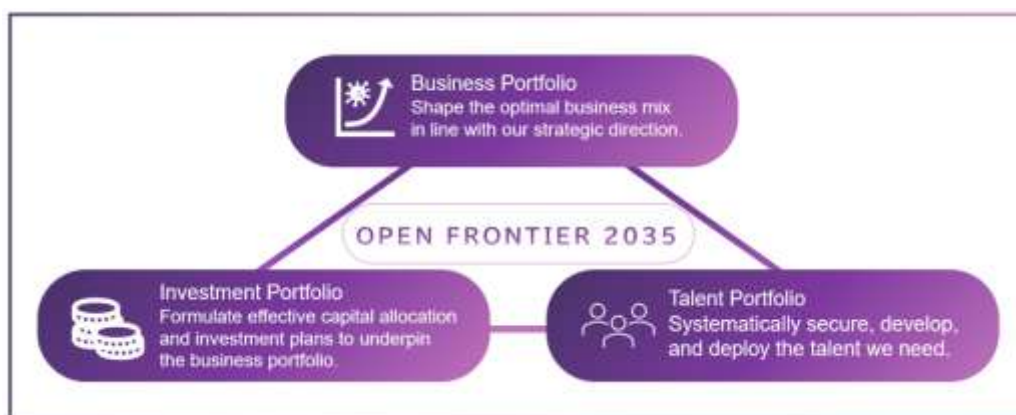 Business Portfolio
Shape the optimal business mix
in line with our strategic direction.
OPEN FRONTIER 2035
Investment Portfolio
Formulate effective capital allocation
and investment plans to underpin
the business portfolio.
Talent Portfolio
Systematically secure, develop,
and deploy the talent we need.